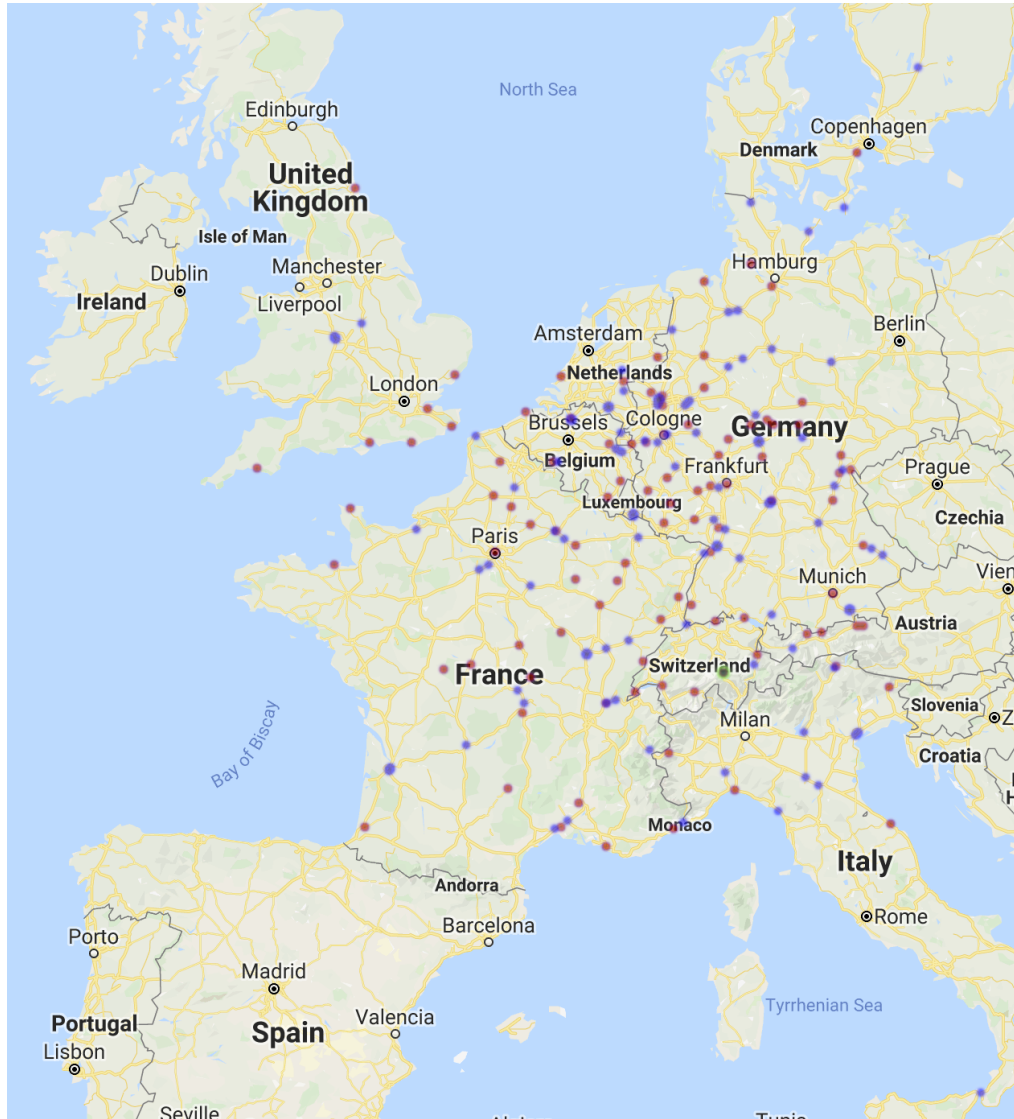 North Sea
Edinburgh
Copenhagen
Denmark
United
Kingdom
Isle of Man
Hamburg
Dublin
Manchester
Ireland
Liverpool
Berlin
Amsterdam
Netherlands
London
Brussels
Cologne
Germany
Belgium
Frankfurt
Prague
Luxembourg
Czechia
Paris
Munich
Vien
Austria
France
Switzerland
Slovenia
Milan
Z
Croatia
Bay of Biscay
H
Monaco
Italy
Andorra
Barcelona
Rome
Porto
Madrid
Tyrrhenian Sea
Portugal
Spain
Valencia
Lisbon
Seville
Tunis